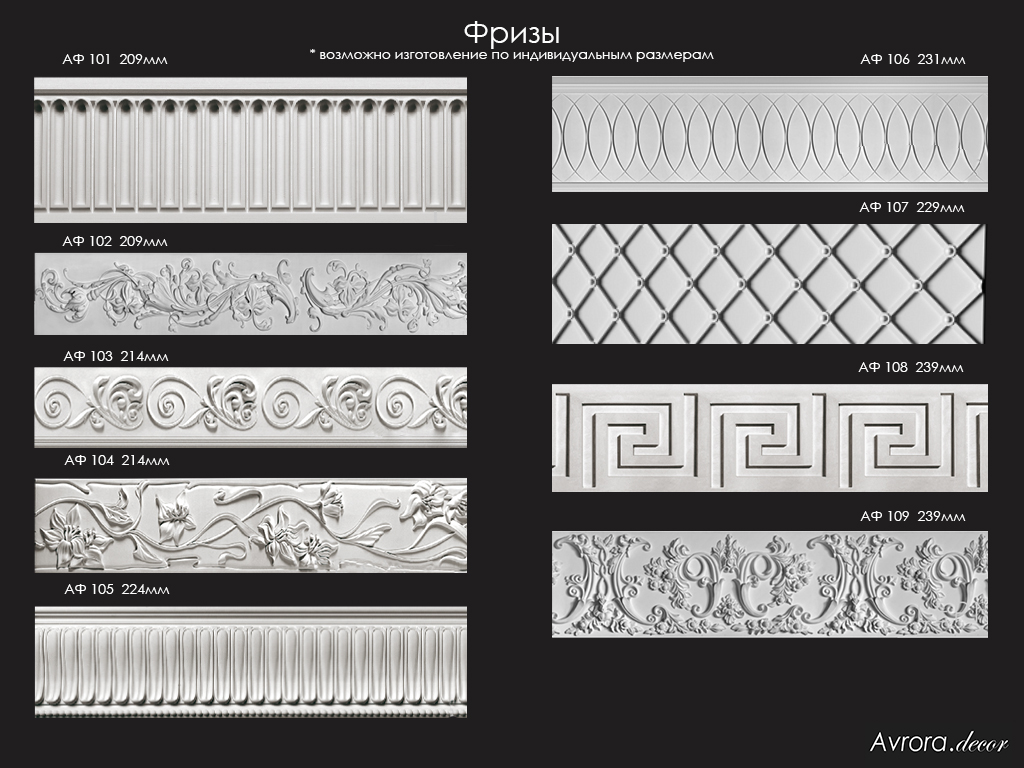 Фризы
* возможно изготовление по индивидуальным размерам
АФ 101 209мм
АФ 102 209мм
АФ 103 214мм
АФ 104 214мм
АФ 105 224мм
АФ 106 231мм
АФ 107 229мм
АФ 108 239мм
АФ 109 239мм
Avrora.decor